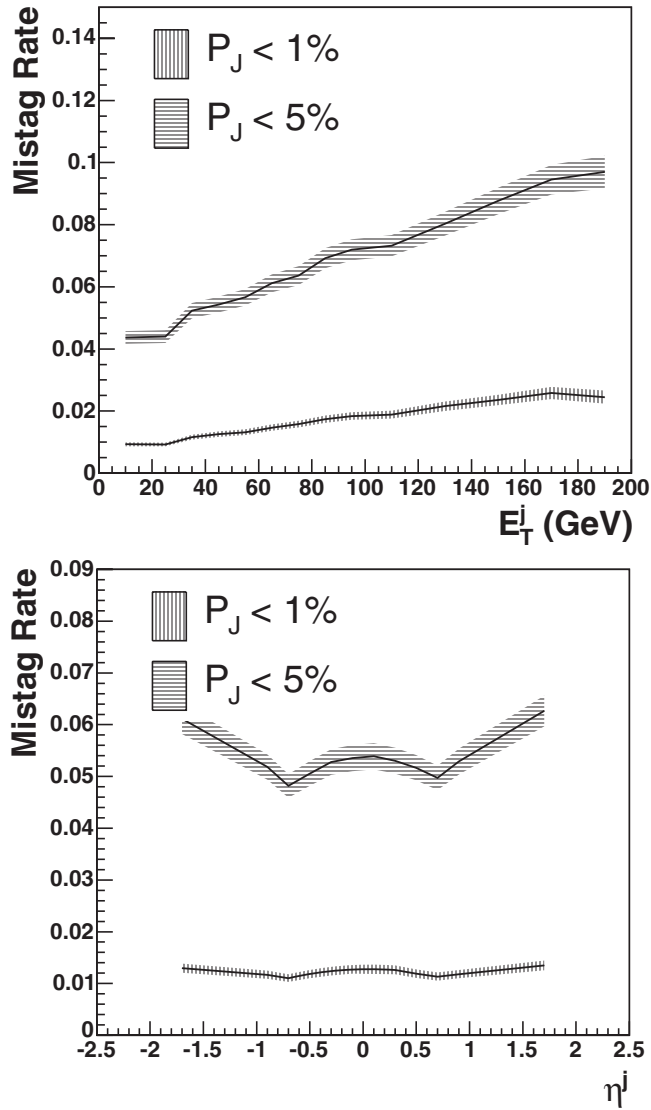 Mistag Rate
0.14
0.12
0.1
0.08
0.06
0.04
0.02
0
P_J < 1%
P_J < 5%
0 20 40 60 80 100 120 140 160 180 200
E_T^j (GeV)
Mistag Rate
0.09
0.08
0.07
0.06
0.05
0.04
0.03
0.02
0.01
0
P_J < 1%
P_J < 5%
-2.5 -2 -1.5 -1 -0.5 0 0.5 1 1.5 2 2.5
η^j